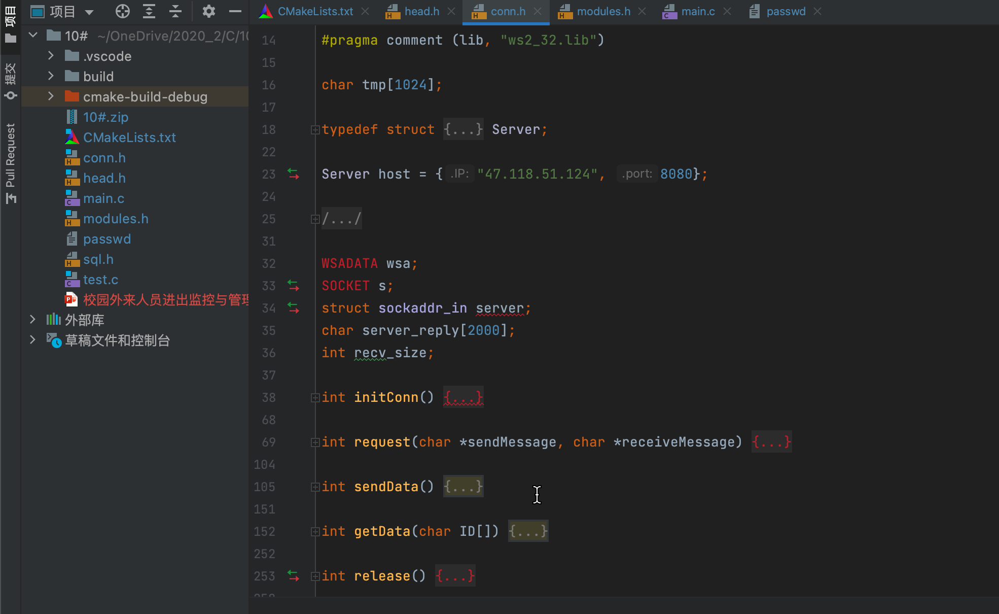 项目
提交
Pull Request
项目
10# ~/OneDrive/2020_2/C/10
.vscode
build
cmake-build-debug
10#.zip
CMakeLists.txt
conn.h
head.h
main.c
modules.h
passwd
sql.h
test.c
校园外来人员进出监控与管理
外部库
草稿文件和控制台
CMakeLists.txt head.h conn.h modules.h main.c passwd
14 #pragma comment (lib, "ws2_32.lib")
15
16 char tmp[1024];
17
18 typedef struct {...} Server;
22
23 Server host = { .IP: "47.118.51.124", .port: 8080};
24
25 /.../
31
32 WSADATA wsa;
33 SOCKET s;
34 struct sockaddr_in server;
35 char server_reply[2000];
36 int recv_size;
37
38 int initConn() {...}
68
69 int request(char *sendMessage, char *receiveMessage) {...}
104
105 int sendData() {...}
151
152 int getData(char ID[]) {...}
252
253 int release() {...}